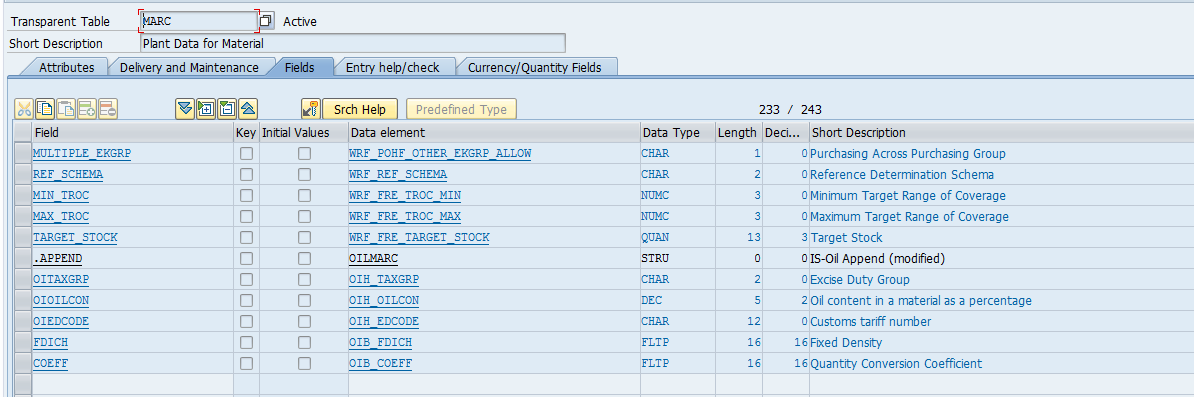 Transparent Table MARC Active
Short Description Plant Data for Material
Attributes Delivery and Maintenance Fields Entry help/check Currency/Quantity Fields
Srch Help Predefined Type 233 / 243
Field Key Initial Values Data element Data Type Length Deci... Short Description
MULTIPLE_EKGRP WRF_POHF_OTHER_EKGRP_ALLOW CHAR 1 0 Purchasing Across Purchasing Group
REF_SCHEMA WRF_REF_SCHEMA CHAR 2 0 Reference Determination Schema
MIN_TROC WRF_FRE_TROC_MIN NUMC 3 0 Minimum Target Range of Coverage
MAX_TROC WRF_FRE_TROC_MAX NUMC 3 0 Maximum Target Range of Coverage
TARGET_STOCK WRF_FRE_TARGET_STOCK QUAN 13 3 Target Stock
.APPEND OILMARC STRU 0 0 IS-Oil Append (modified)
OITAXGRP OIH_TAXGRP CHAR 2 0 Excise Duty Group
OIOILCON OIH_OILCON DEC 5 2 Oil content in a material as a percentage
OIEDCODE OIH_EDCODE CHAR 12 0 Customs tariff number
FDICH OIB_FDICH FLTP 16 16 Fixed Density
COEFF OIB_COEFF FLTP 16 16 Quantity Conversion Coefficient